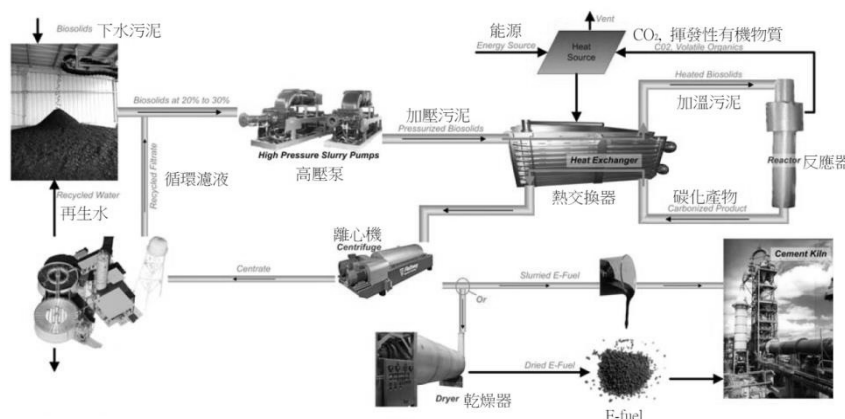 Biosolids 下水污泥
能源
Energy Source
Vent
Heat
Source
CO₂, 揮發性有機物質
C02, Volatile Organics
Biosolids at 20% to 30%
加壓污泥
Pressurized Biosolids
Heated Biosolids
加溫污泥
High Pressure Slurry Pumps
高壓泵
Heat Exchanger
熱交換器
Reactor 反應器
Recycled Filtrate
循環濾液
Recycled Water
再生水
碳化產物
Carbonized Product
離心機
Centrifuge
Centrate
Slurried E-Fuel
Or
Cement Kiln
Dryer 乾燥器
Dried E-Fuel
E-fuel